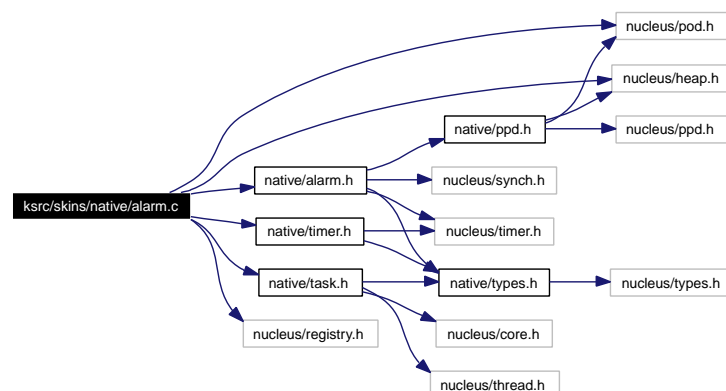 nucleus/pod.h
nucleus/heap.h
native/ppd.h
nucleus/ppd.h
native/alarm.h
nucleus/synch.h
ksrc/skins/native/alarm.c
native/timer.h
nucleus/timer.h
native/task.h
native/types.h
nucleus/types.h
nucleus/registry.h
nucleus/core.h
nucleus/thread.h